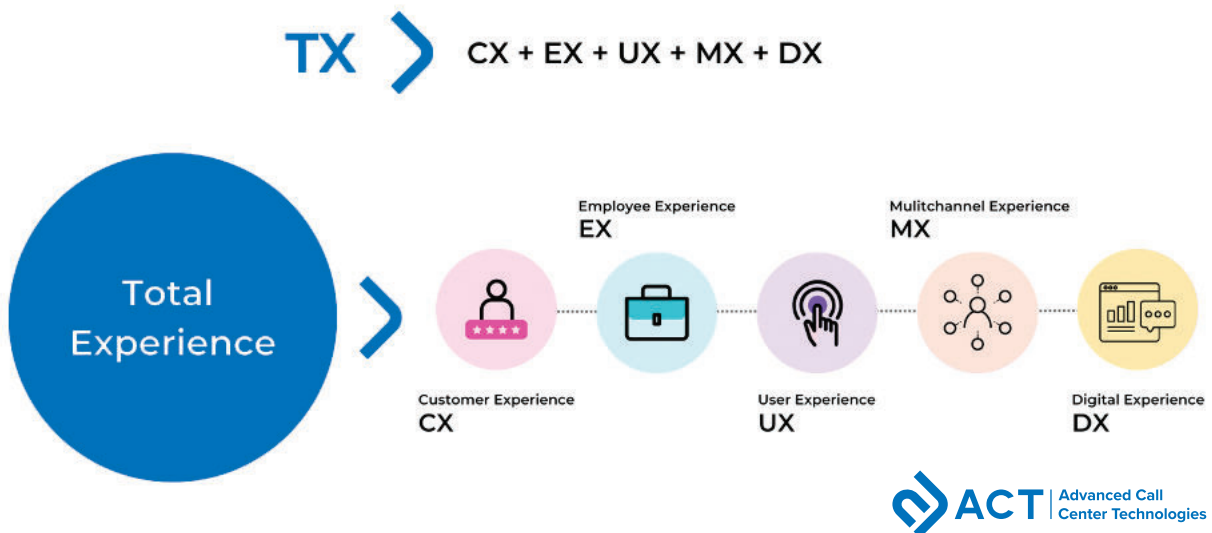 TX
CX + EX + UX + MX + DX
Total
Experience
Customer Experience
CX
Employee Experience
EX
User Experience
UX
Mulitchannel Experience
MX
Digital Experience
DX
ACT
Advanced Call
Center Technologies